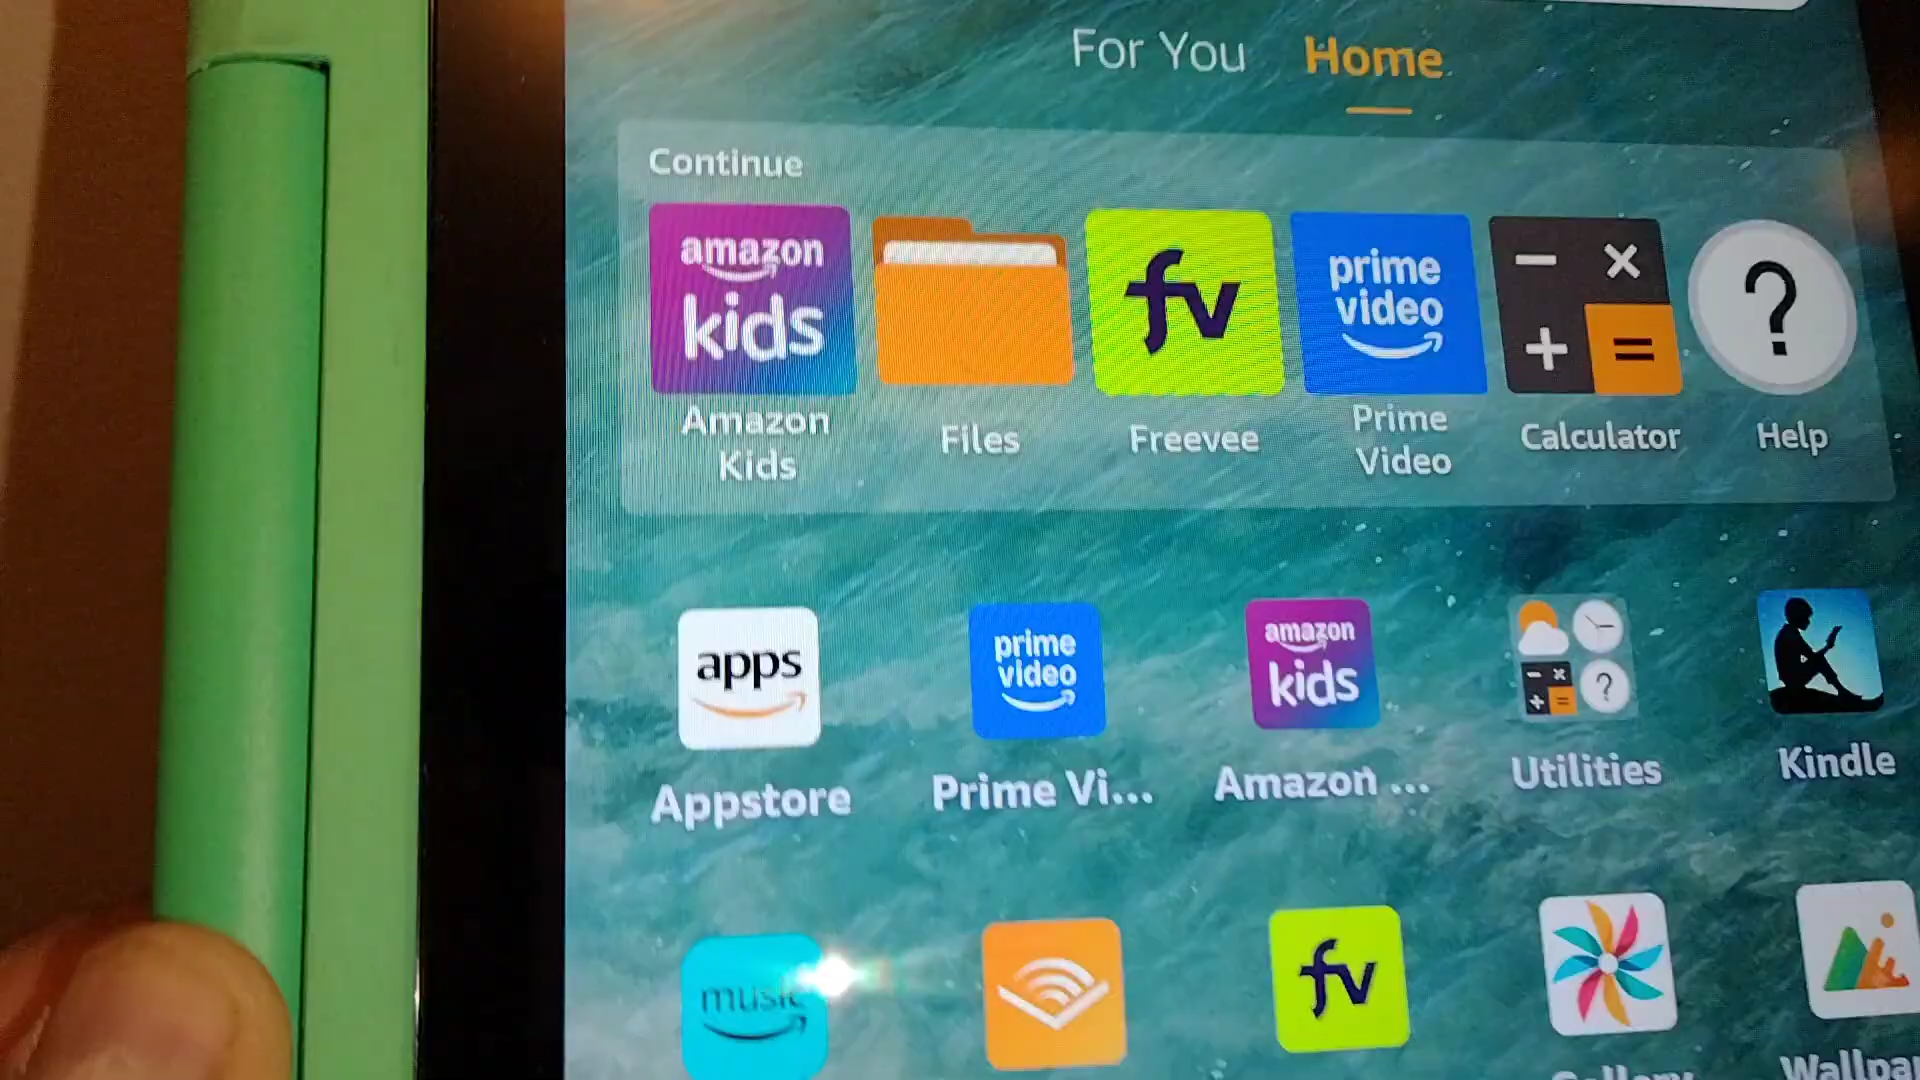 For You Home
Continue
amazon
kids
fv
prime
video
Amazon
Kids
Files
Freevee
Prime
Video
Calculator
Help
apps
prime
video
amazon
kids
Appstore
Prime Vi...
Amazon ...
Utilities
Kindle
music
fv
Gallery
Wallpa